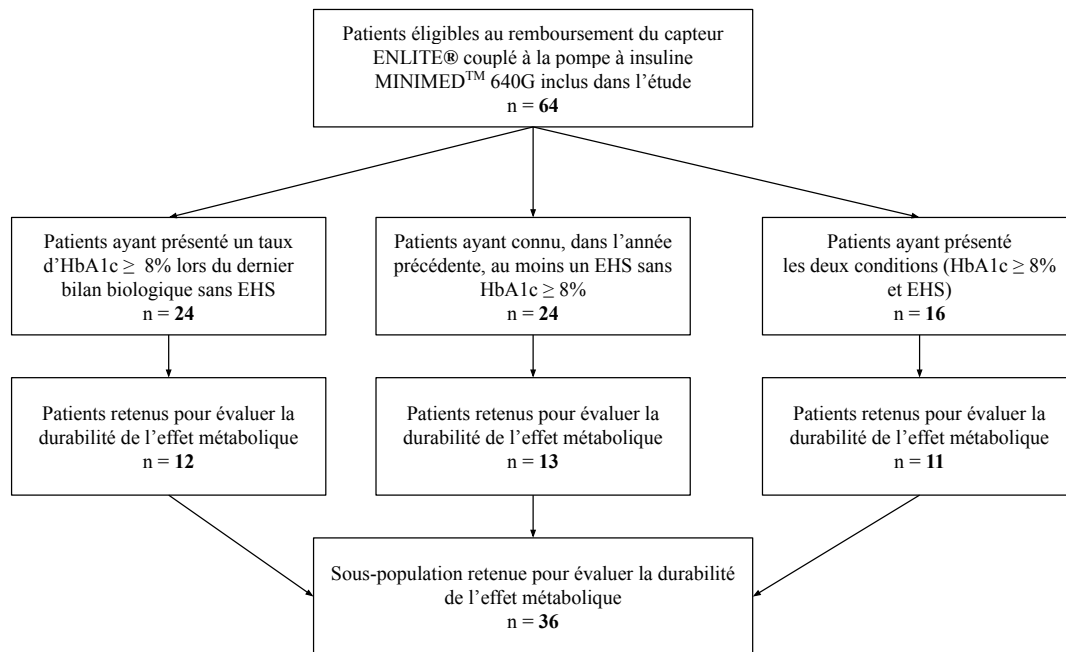 Patients éligibles au remboursement du capteur
ENLITE® couplé à la pompe à insuline
MINIMED™ 640G inclus dans l’étude
n = 64
Patients ayant présenté un taux
d’HbA1c ≥ 8% lors du dernier
bilan biologique sans EHS
n = 24
Patients ayant connu, dans l’année
précédente, au moins un EHS sans
HbA1c ≥ 8%
n = 24
Patients ayant présenté
les deux conditions (HbA1c ≥ 8%
et EHS)
n = 16
Patients retenus pour évaluer la
durabilité de l’effet métabolique
n = 12
Patients retenus pour évaluer la
durabilité de l’effet métabolique
n = 13
Patients retenus pour évaluer la
durabilité de l’effet métabolique
n = 11
Sous-population retenue pour évaluer la durabilité
de l’effet métabolique
n = 36